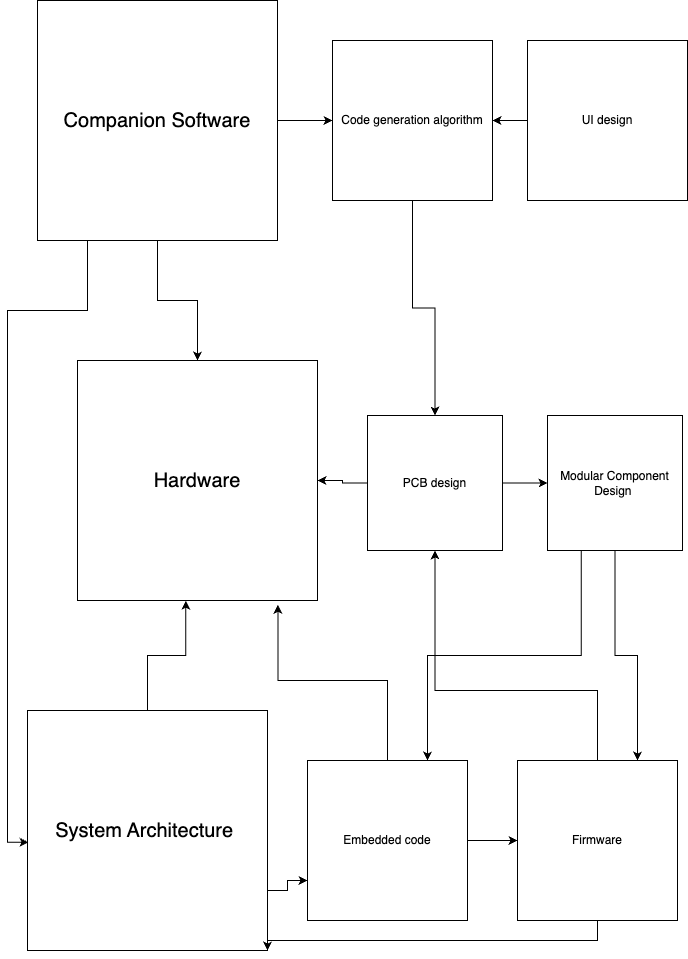 Companion Software
Code generation algorithm
UI design
Hardware
PCB design
Modular Component
Design
System Architecture
Embedded code
Firmware